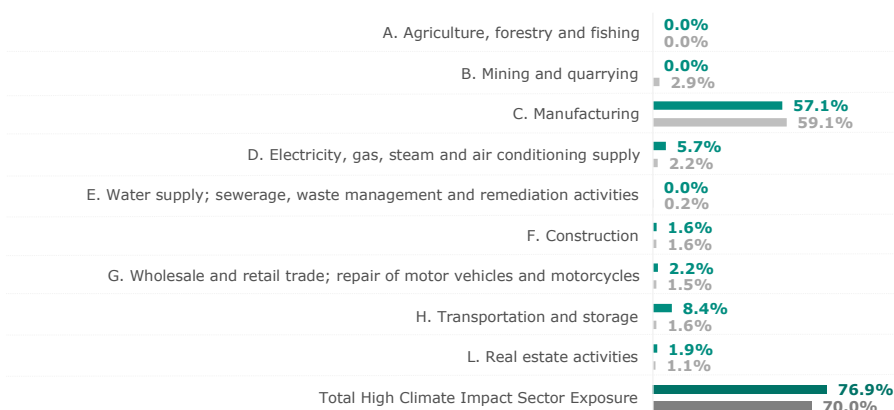 A. Agriculture, forestry and fishing 0.0%
0.0%
B. Mining and quarrying 0.0%
2.9%
C. Manufacturing 57.1%
59.1%
D. Electricity, gas, steam and air conditioning supply 5.7%
2.2%
E. Water supply; sewerage, waste management and remediation activities 0.0%
0.2%
F. Construction 1.6%
1.6%
G. Wholesale and retail trade; repair of motor vehicles and motorcycles 2.2%
1.5%
H. Transportation and storage 8.4%
1.6%
L. Real estate activities 1.9%
1.1%
Total High Climate Impact Sector Exposure 76.9%
70.0%